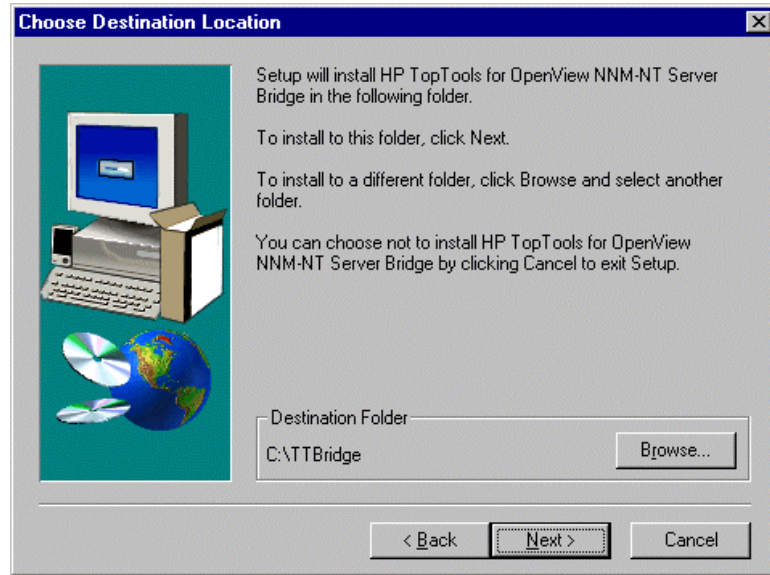 Choose Destination Location
Setup will install HP TopTools for OpenView NNM-NT Server
Bridge in the following folder.
To install to this folder, click Next.
To install to a different folder, click Browse and select another
folder.
You can choose not to install HP TopTools for OpenView
NNM-NT Server Bridge by clicking Cancel to exit Setup.
Destination Folder
C:\TTBridge
Browse...
< Back
Next >
Cancel